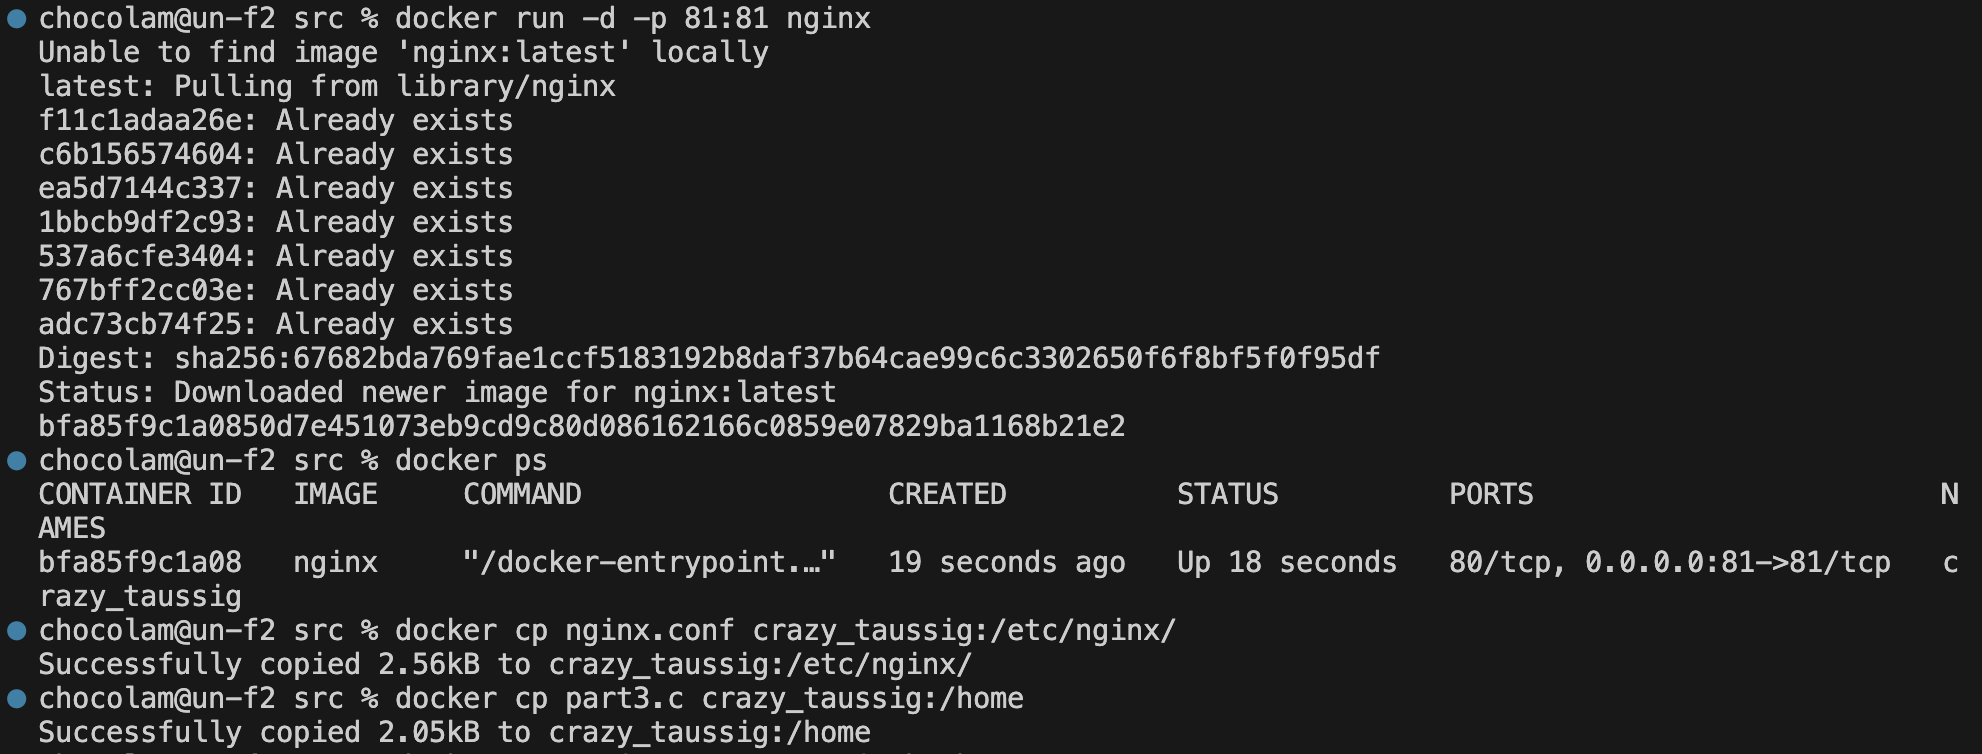 chocolam@un-f2 src % docker run -d -p 81:81 nginx
Unable to find image 'nginx:latest' locally
latest: Pulling from library/nginx
f11c1adaa26e: Already exists
c6b156574604: Already exists
ea5d7144c337: Already exists
1bbcb9df2c93: Already exists
537a6cfe3404: Already exists
767bff2cc03e: Already exists
adc73cb74f25: Already exists
Digest: sha256:67682bda769fae1ccf5183192b8daf37b64cae99c6c3302650f6f8bf5f0f95df
Status: Downloaded newer image for nginx:latest
bfa85f9c1a0850d7e451073eb9cd9c80d086162166c0859e07829ba1168b21e2
chocolam@un-f2 src % docker ps
CONTAINER ID   IMAGE     COMMAND                  CREATED          STATUS          PORTS                        N
AMES
bfa85f9c1a08   nginx     "/docker-entrypoint.…"   19 seconds ago   Up 18 seconds   80/tcp, 0.0.0.0:81->81/tcp   c
razy_taussig
chocolam@un-f2 src % docker cp nginx.conf crazy_taussig:/etc/nginx/
Successfully copied 2.56kB to crazy_taussig:/etc/nginx/
chocolam@un-f2 src % docker cp part3.c crazy_taussig:/home
Successfully copied 2.05kB to crazy_taussig:/home